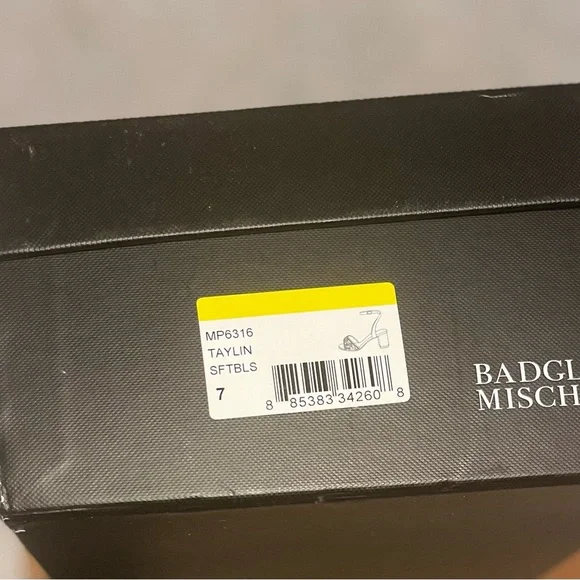 MP6316
TAYLIN
SFTBLS
7
8 85383 34260 8
BADGL
MISCH